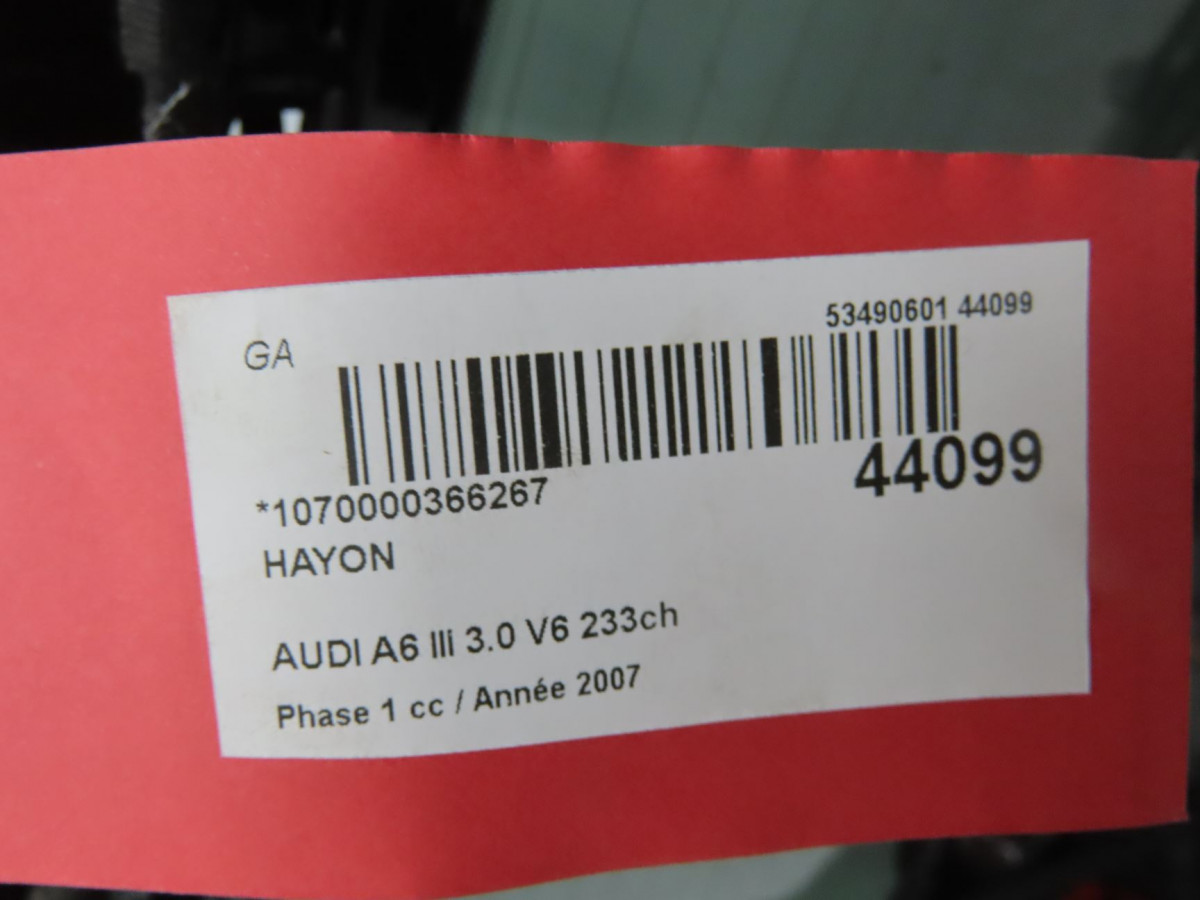 GA
53490601 44099
*1070000366267
44099
HAYON
AUDI A6 IIi 3.0 V6 233ch
Phase 1 cc / Année 2007